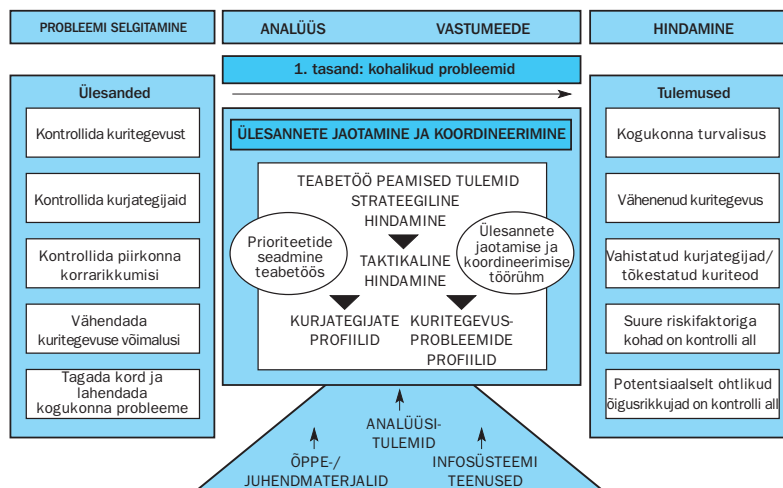 PROBLEEMI SELGITAMINE
ANALÜÜS
VASTUMEEDE
HINDAMINE
1. tasand: kohalikud probleemid
Ülesanded
Kontrollida kuritegevust
Kontrollida kurjategijaid
Kontrollida piirkonna
korrarikkumisi
Vähendada
kuritegevuse võimalusi
Tagada kord ja
lahendada
kogukonna probleeme
ÜLESANNETE JAOTAMINE JA KOORDINEERIMINE
TEABETÖÖ PEAMISED TULEMID
STRATEEGILINE
HINDAMINE
Prioriteetide
seadmine
teabetöös
Ülesannete
jaotamise ja
koordineerimise
töörühm
TAKTIKALINE
HINDAMINE
KURJATEGIJATE
PROFIILID
KURITEGEVUS-
PROBLEEMIDE
PROFIILID
ANALÜÜSI-
TULEMID
ÕPPE-/
JUHENDMATERJALID
INFOSÜSTEEMI
TEENUSED
Tulemused
Kogukonna turvalisus
Vähenenud kuritegevus
Vahistatud kurjategijad/
tõkestatud kuriteod
Suure riskifaktoriga
kohad on kontrolli all
Potentsiaalselt ohtlikud
õigusrikkujad on kontrolli all